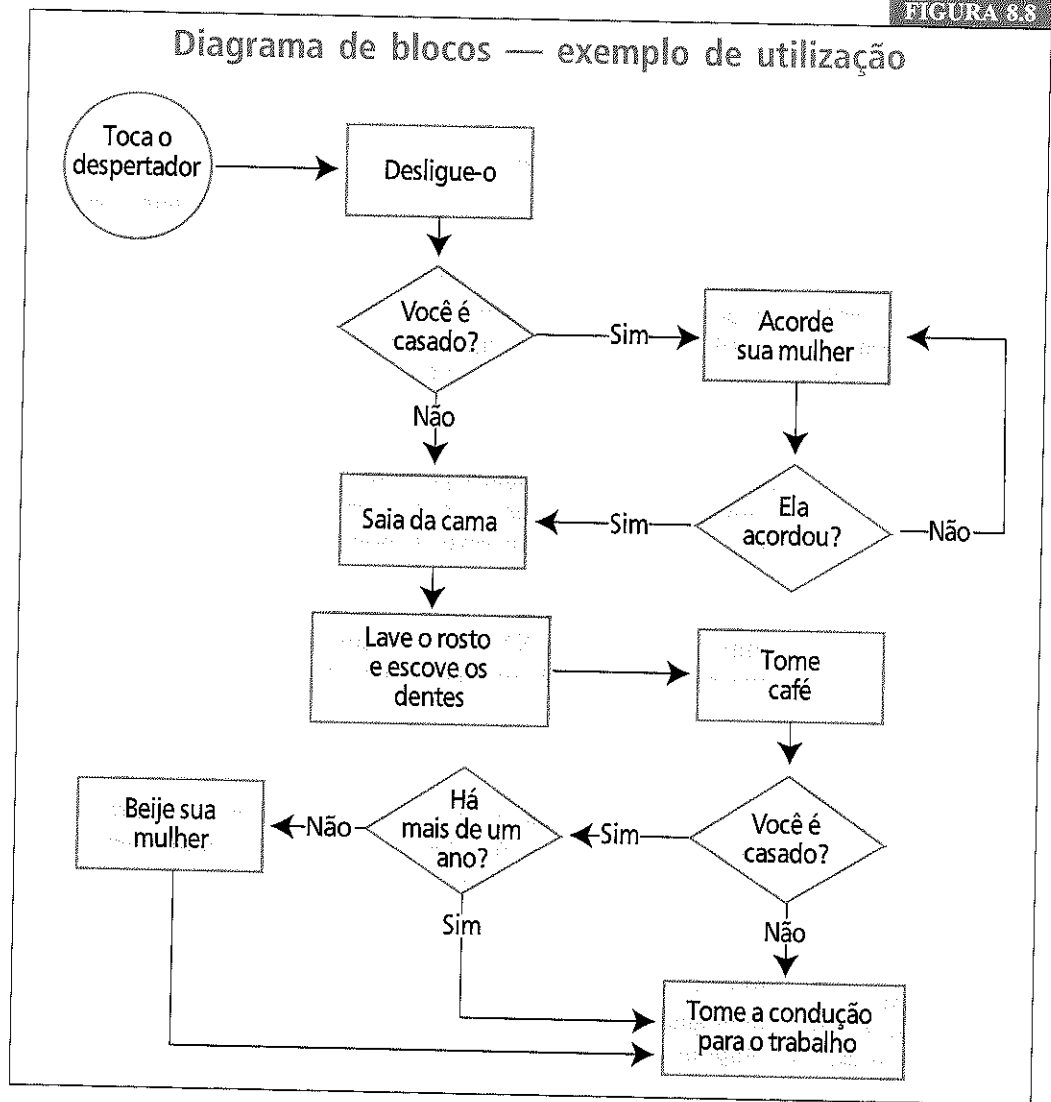 FIGURA 8.8
Diagrama de blocos — exemplo de utilização
Toca o
despertador
Desligue-o
Você é
casado?
Sim
Acorde
sua mulher
Não
Saia da cama
Sim
Ela
acordou?
Não
Lave o rosto
e escove os
dentes
Tome
café
Beije sua
mulher
Não
Há
mais de um
ano?
Sim
Você é
casado?
Sim
Não
Tome a condução
para o trabalho